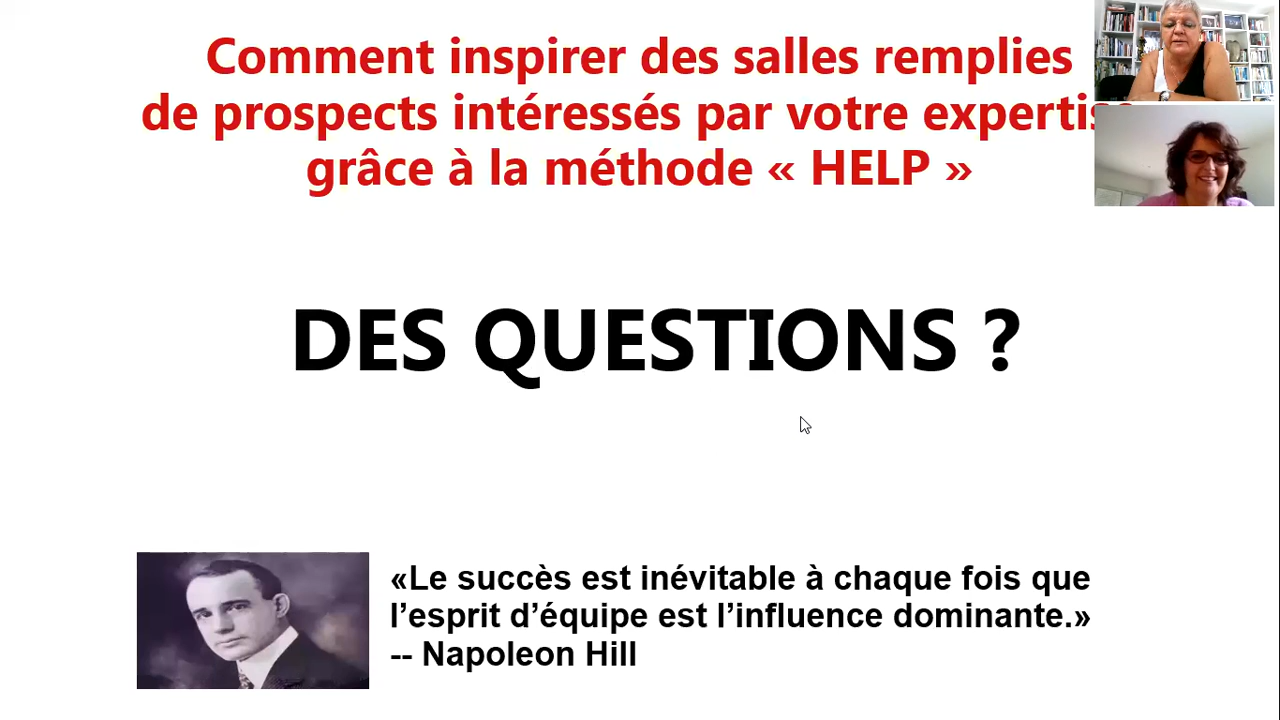 Comment inspirer des salles remplies
de prospects intéressés par votre expertise
grâce à la méthode « HELP »
DES QUESTIONS ?
«Le succès est inévitable à chaque fois que
l’esprit d’équipe est l’influence dominante.»
-- Napoleon Hill